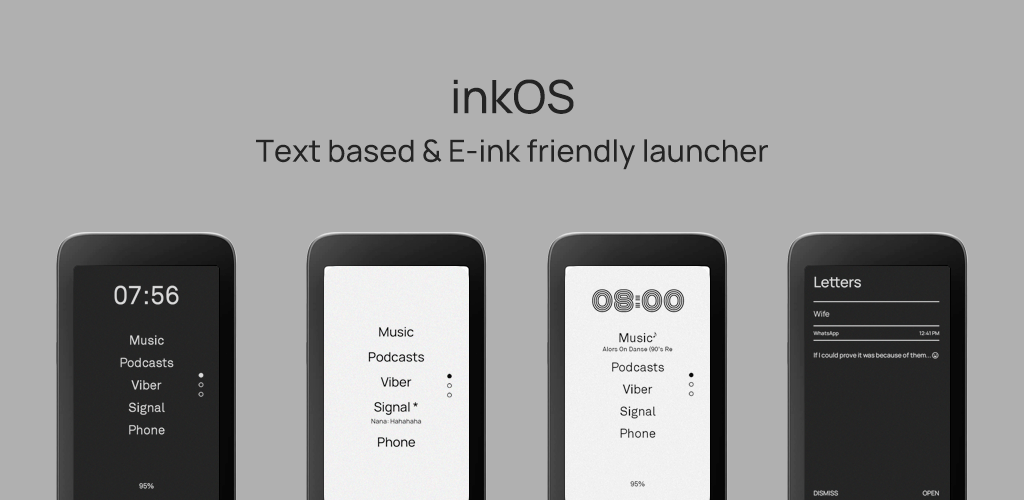 inkOS
Text based & E-ink friendly launcher
07:56
Music
Podcasts
Viber
Signal
Phone
95%
Music
Podcasts
Viber
Signal *
Nana: Hahahaha
Phone
08:00
Music♪
Alors On Danse (90's Re
Podcasts
Viber
Signal
Phone
95%
Letters
Wife
WhatsApp 12:41 PM
If I could prove it was because of them...😉
DISMISS OPEN